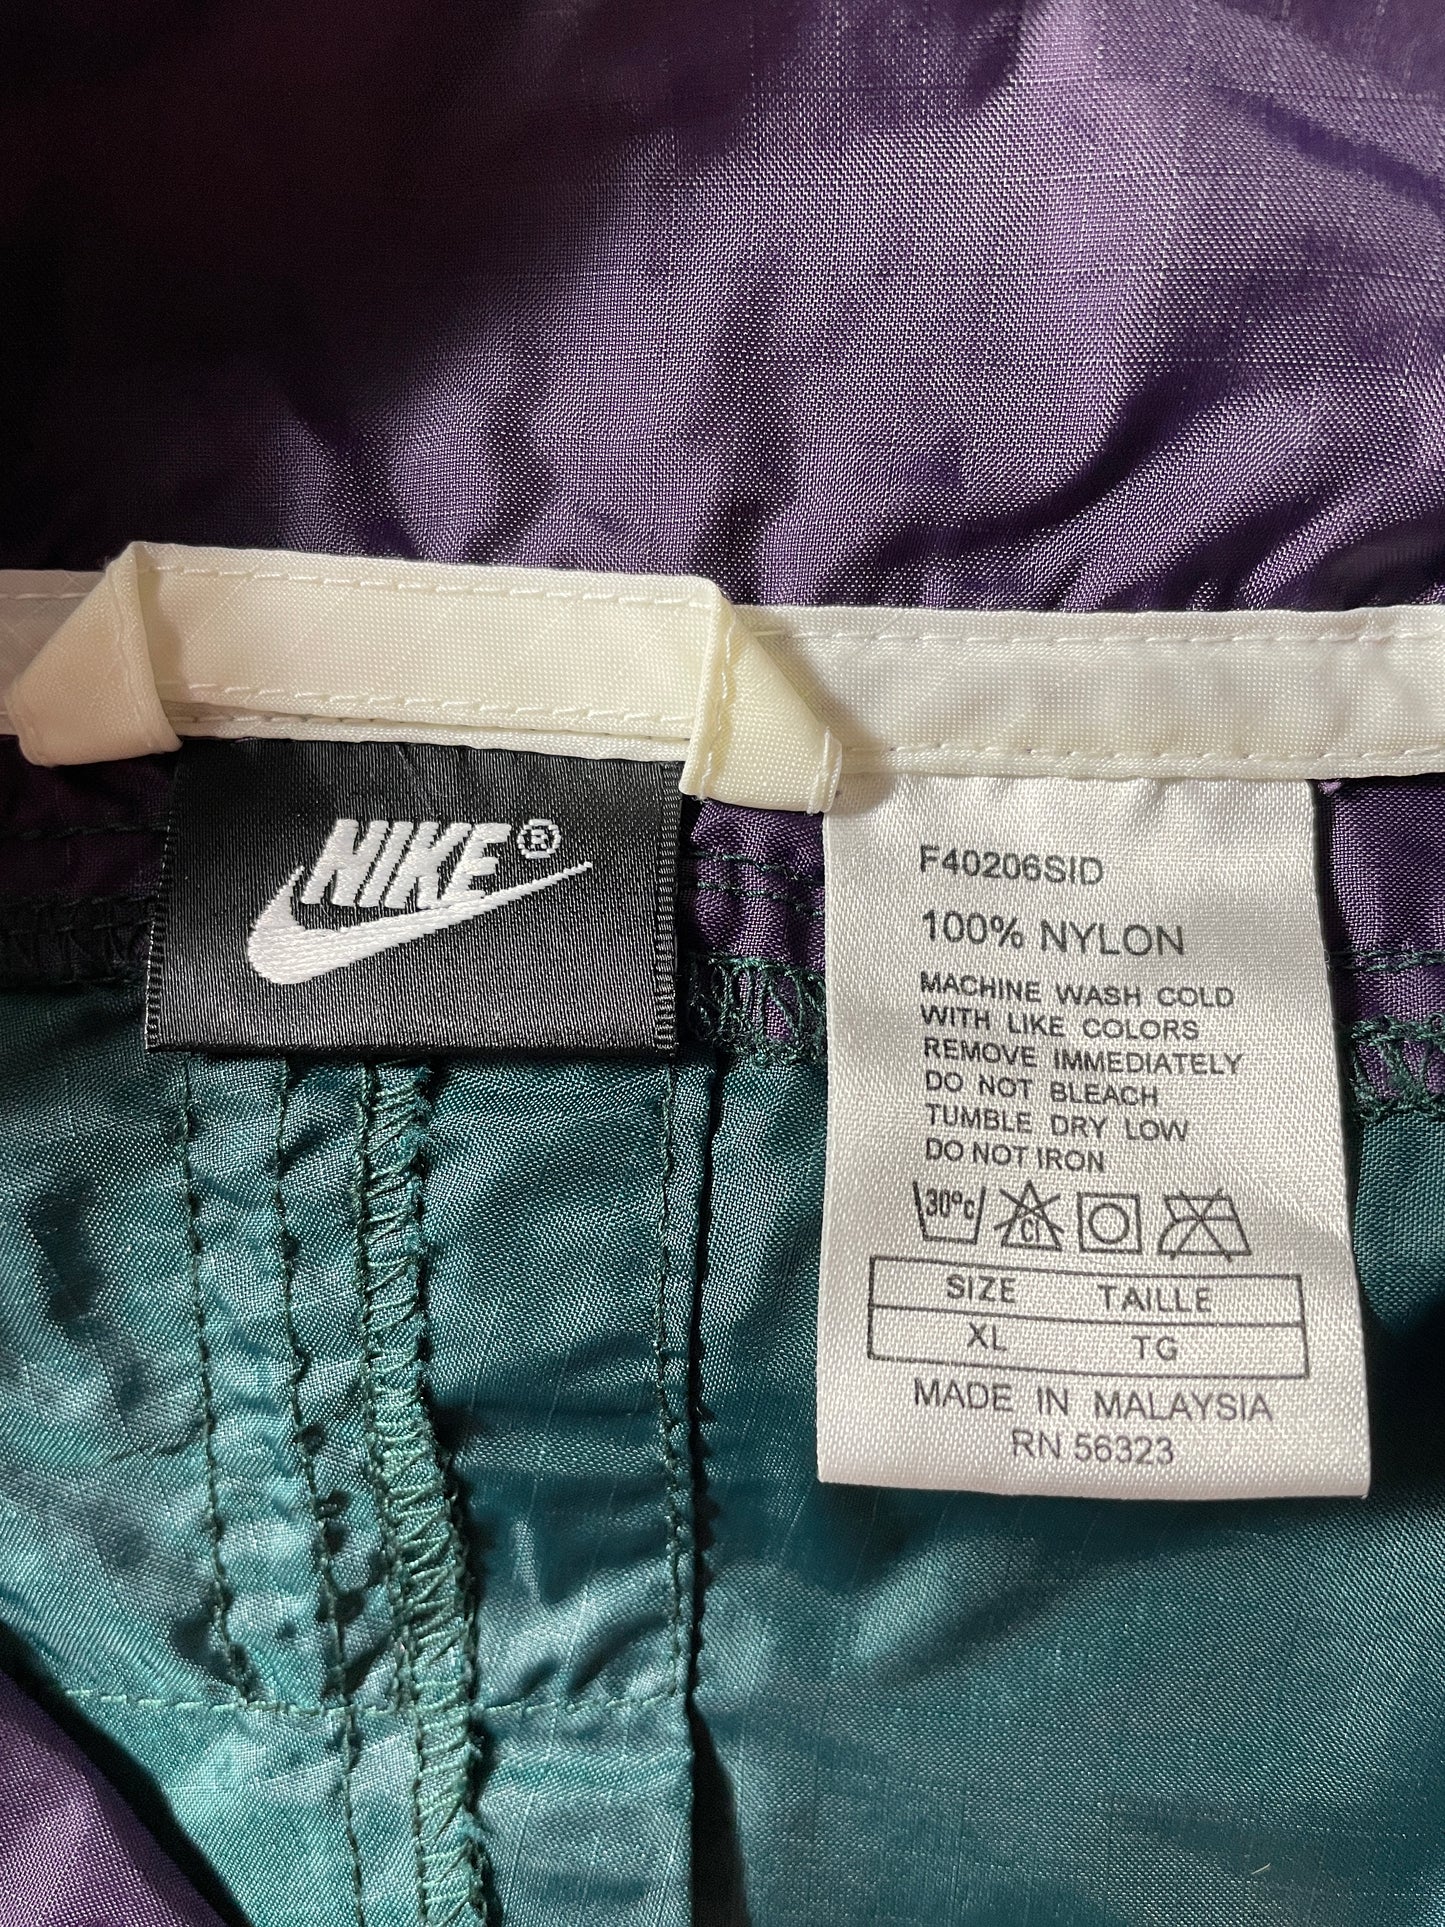 NIKE®
F40206SID
100% NYLON
MACHINE WASH COLD
WITH LIKE COLORS
REMOVE IMMEDIATELY
DO NOT BLEACH
TUMBLE DRY LOW
DO NOT IRON
30°c Cl
SIZE TAILLE
XL TG
MADE IN MALAYSIA
RN 56323